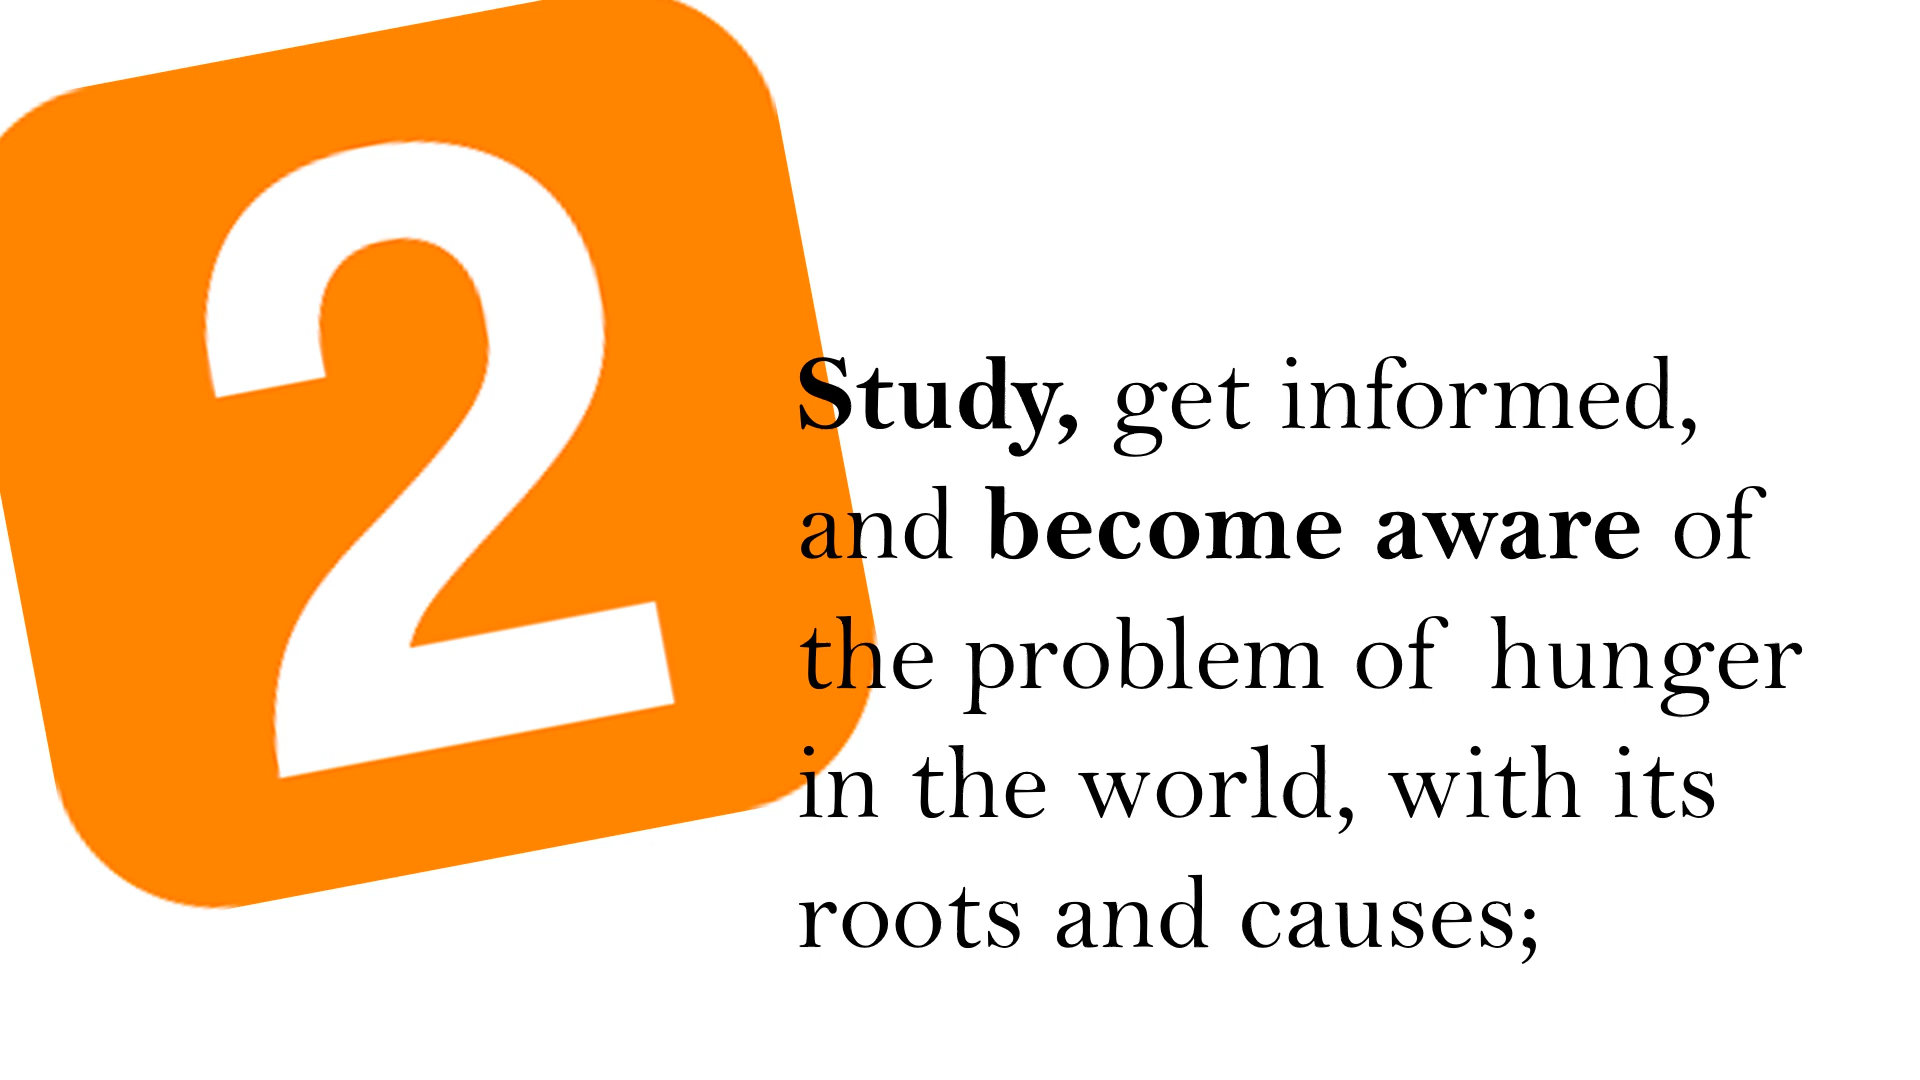 2
Study, get informed,
and become aware of
the problem of hunger
in the world, with its
roots and causes;